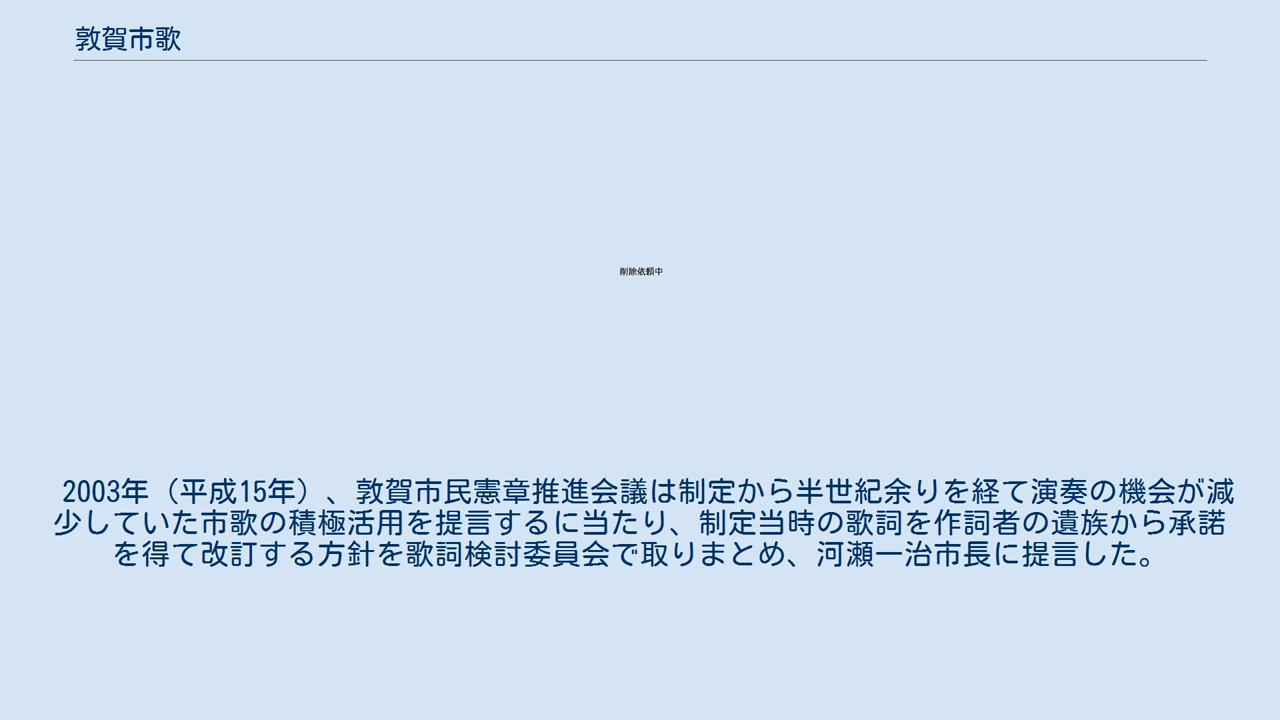 敦賀市歌
削除依頼中
2003年（平成15年）、敦賀市民憲章推進会議は制定から半世紀余りを経て演奏の機会が減
少していた市歌の積極活用を提言するに当たり、制定当時の歌詞を作詞者の遺族から承諾
を得て改訂する方針を歌詞検討委員会で取りまとめ、河瀬一治市長に提言した。